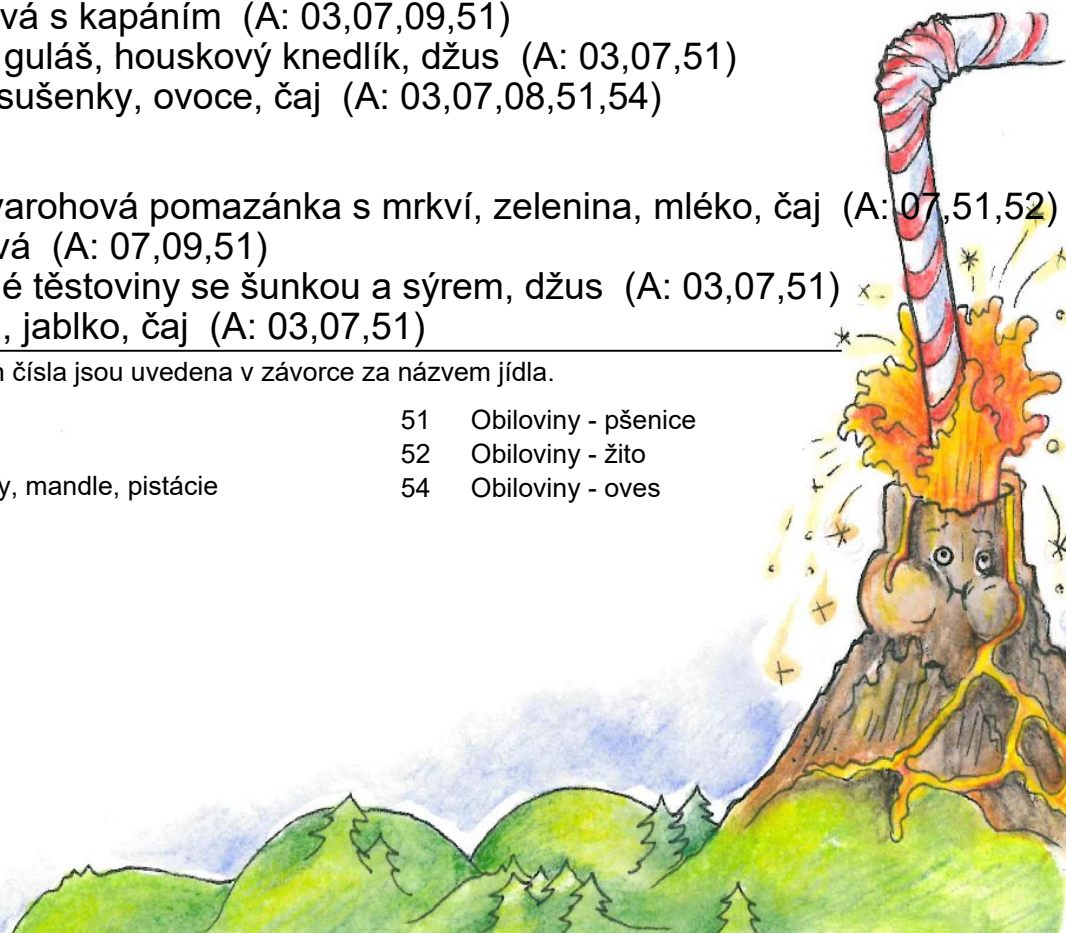 vá s kapáním (A: 03,07,09,51)
guláš, houskový knedlík, džus (A: 03,07,51)
sušenky, ovoce, čaj (A: 03,07,08,51,54)
varohová pomazánka s mrkví, zelenina, mléko, čaj (A: 07,51,52)
vá (A: 07,09,51)
é těstoviny se šunkou a sýrem, džus (A: 03,07,51)
, jablko, čaj (A: 03,07,51)
čísla jsou uvedena v závorce za názvem jídla.
51 Obiloviny - pšenice
52 Obiloviny - žito
y, mandle, pistácie 54 Obiloviny - oves